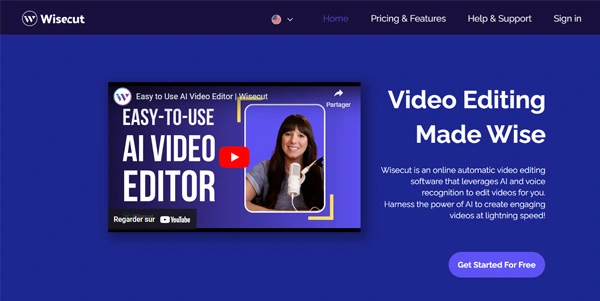 Wisecut
Home
Pricing & Features
Help & Support
Sign in
Easy to Use AI Video Editor | Wisecut
Partager
EASY-TO-USE
AI VIDEO
EDITOR
Regarder sur YouTube
Video Editing
Made Wise
Wisecut is an online automatic video editing
software that leverages AI and voice
recognition to edit videos for you.
Harness the power of AI to create engaging
videos at lightning speed!
Get Started For Free